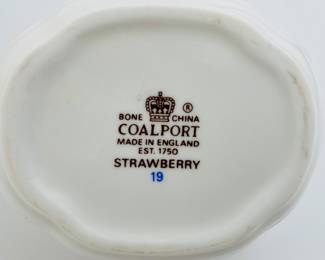 BONE CHINA ®
COALPORT
MADE IN ENGLAND
EST. 1750
STRAWBERRY
19